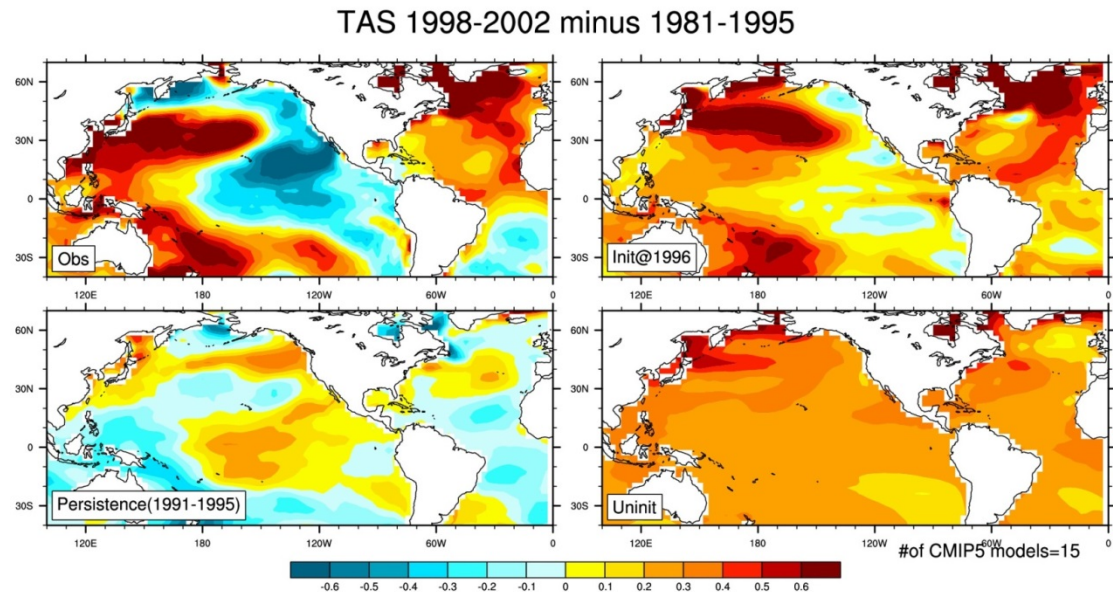 TAS 1998-2002 minus 1981-1995
60N
30N
0
30S
Obs
120E 180 120W 60W 0
60N
30N
0
30S
Init@1996
120E 180 120W 60W 0
60N
30N
0
30S
Persistence(1991-1995)
120E 180 120W 60W 0
60N
30N
0
30S
Uninit
120E 180 120W 60W 0
#of CMIP5 models=15
-0.6 -0.5 -0.4 -0.3 -0.2 -0.1 0 0.1 0.2 0.3 0.4 0.5 0.6